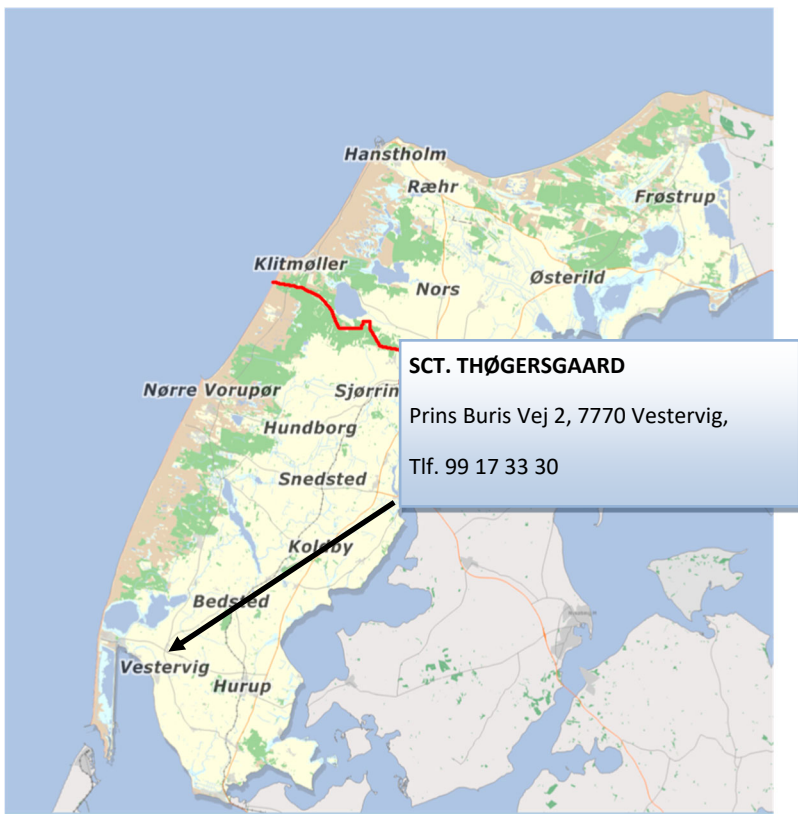 Hanstholm
Ræhr
Frøstrup
Klitmøller
Nors
Østerild
SCT. THØGERSGAARD
Prins Buris Vej 2, 7770 Vestervig,
Tlf. 99 17 33 30
Nørre Vorupør
Sjørrin
Hundborg
Snedsted
Koldby
Bedsted
Vestervig
Hurup